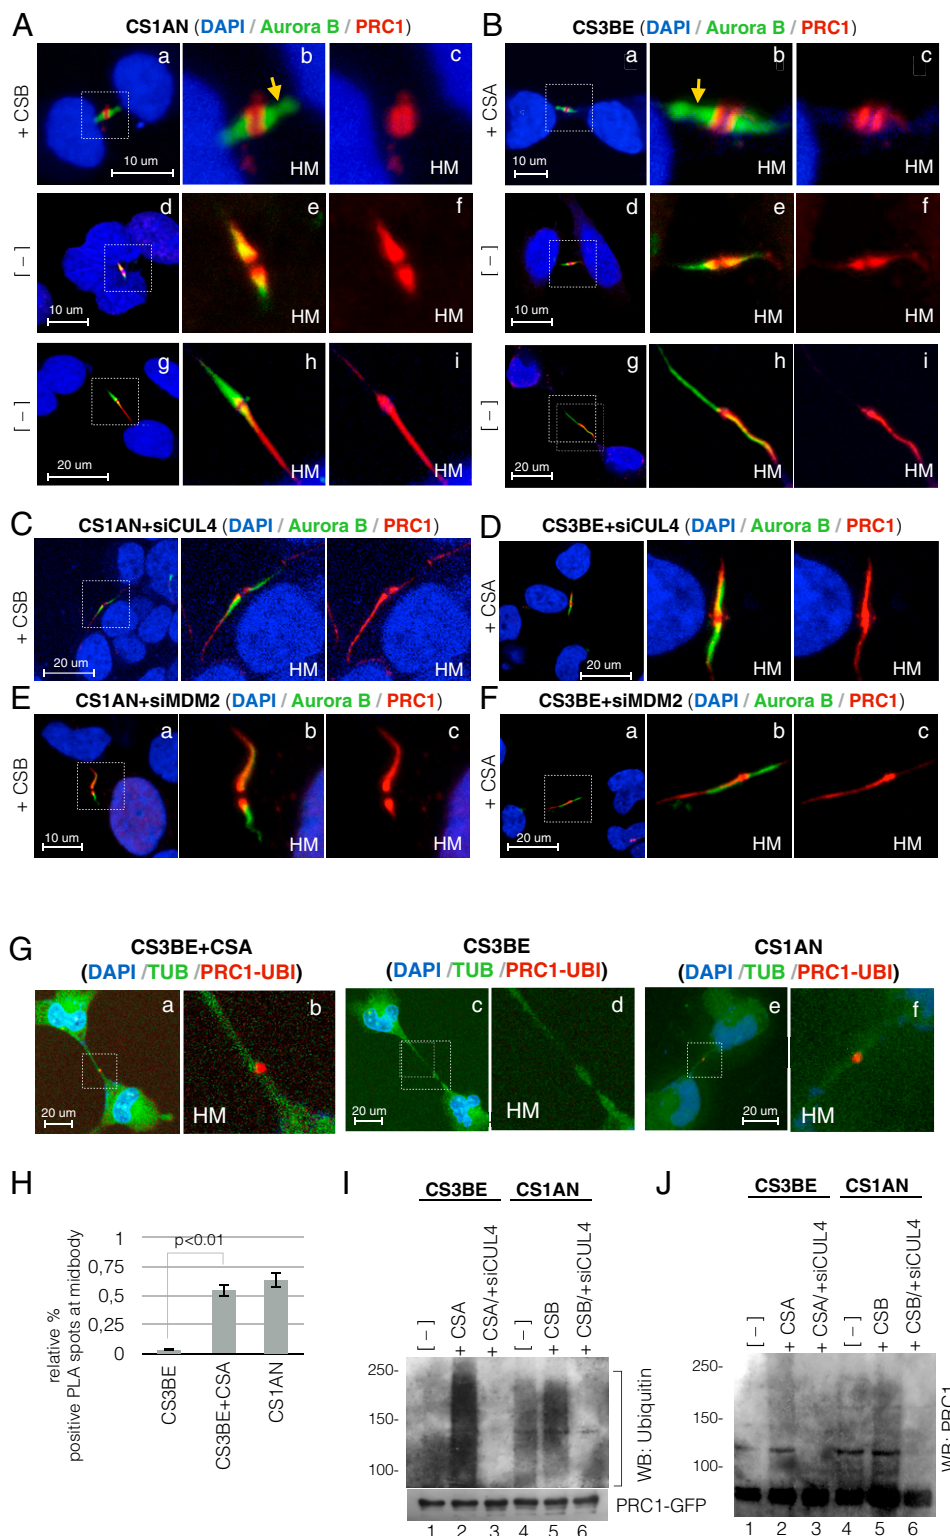 A CS1AN (DAPI / Aurora B / PRC1)
B CS3BE (DAPI / Aurora B / PRC1)
+ CSB
a b c
10 um HM HM
+ CSA
a b c
10 um HM HM
[ – ]
d e f
10 um HM HM
[ – ]
d e f
10 um HM HM
[ – ]
g h i
20 um HM HM
[ – ]
g h i
20 um HM HM
C CS1AN+siCUL4 (DAPI / Aurora B / PRC1)
D CS3BE+siCUL4 (DAPI / Aurora B / PRC1)
+ CSB
20 um HM HM
+ CSA
20 um HM HM
E CS1AN+siMDM2 (DAPI / Aurora B / PRC1)
F CS3BE+siMDM2 (DAPI / Aurora B / PRC1)
+ CSB
a b c
10 um HM HM
+ CSA
a b c
20 um HM HM
G
CS3BE+CSA
(DAPI /TUB /PRC1-UBI)
a b
20 um HM
CS3BE
(DAPI /TUB /PRC1-UBI)
c d
20 um HM
CS1AN
(DAPI /TUB /PRC1-UBI)
e f
20 um HM
H
relative %
positive PLA spots at midbody
1
0,75
0,5
0,25
0
p<0.01
CS3BE
CS3BE+CSA
CS1AN
I
CS3BE CS1AN
[ – ]
+ CSA
+ CSA/+siCUL4
[ – ]
+ CSB
+ CSB/+siCUL4
250-
150-
100-
WB: Ubiquitin
PRC1-GFP
1 2 3 4 5 6
J
CS3BE CS1AN
[ – ]
+ CSA
+ CSA/+siCUL4
[ – ]
+ CSB
+ CSB/+siCUL4
250-
150-
100-
WB: PRC1
1 2 3 4 5 6